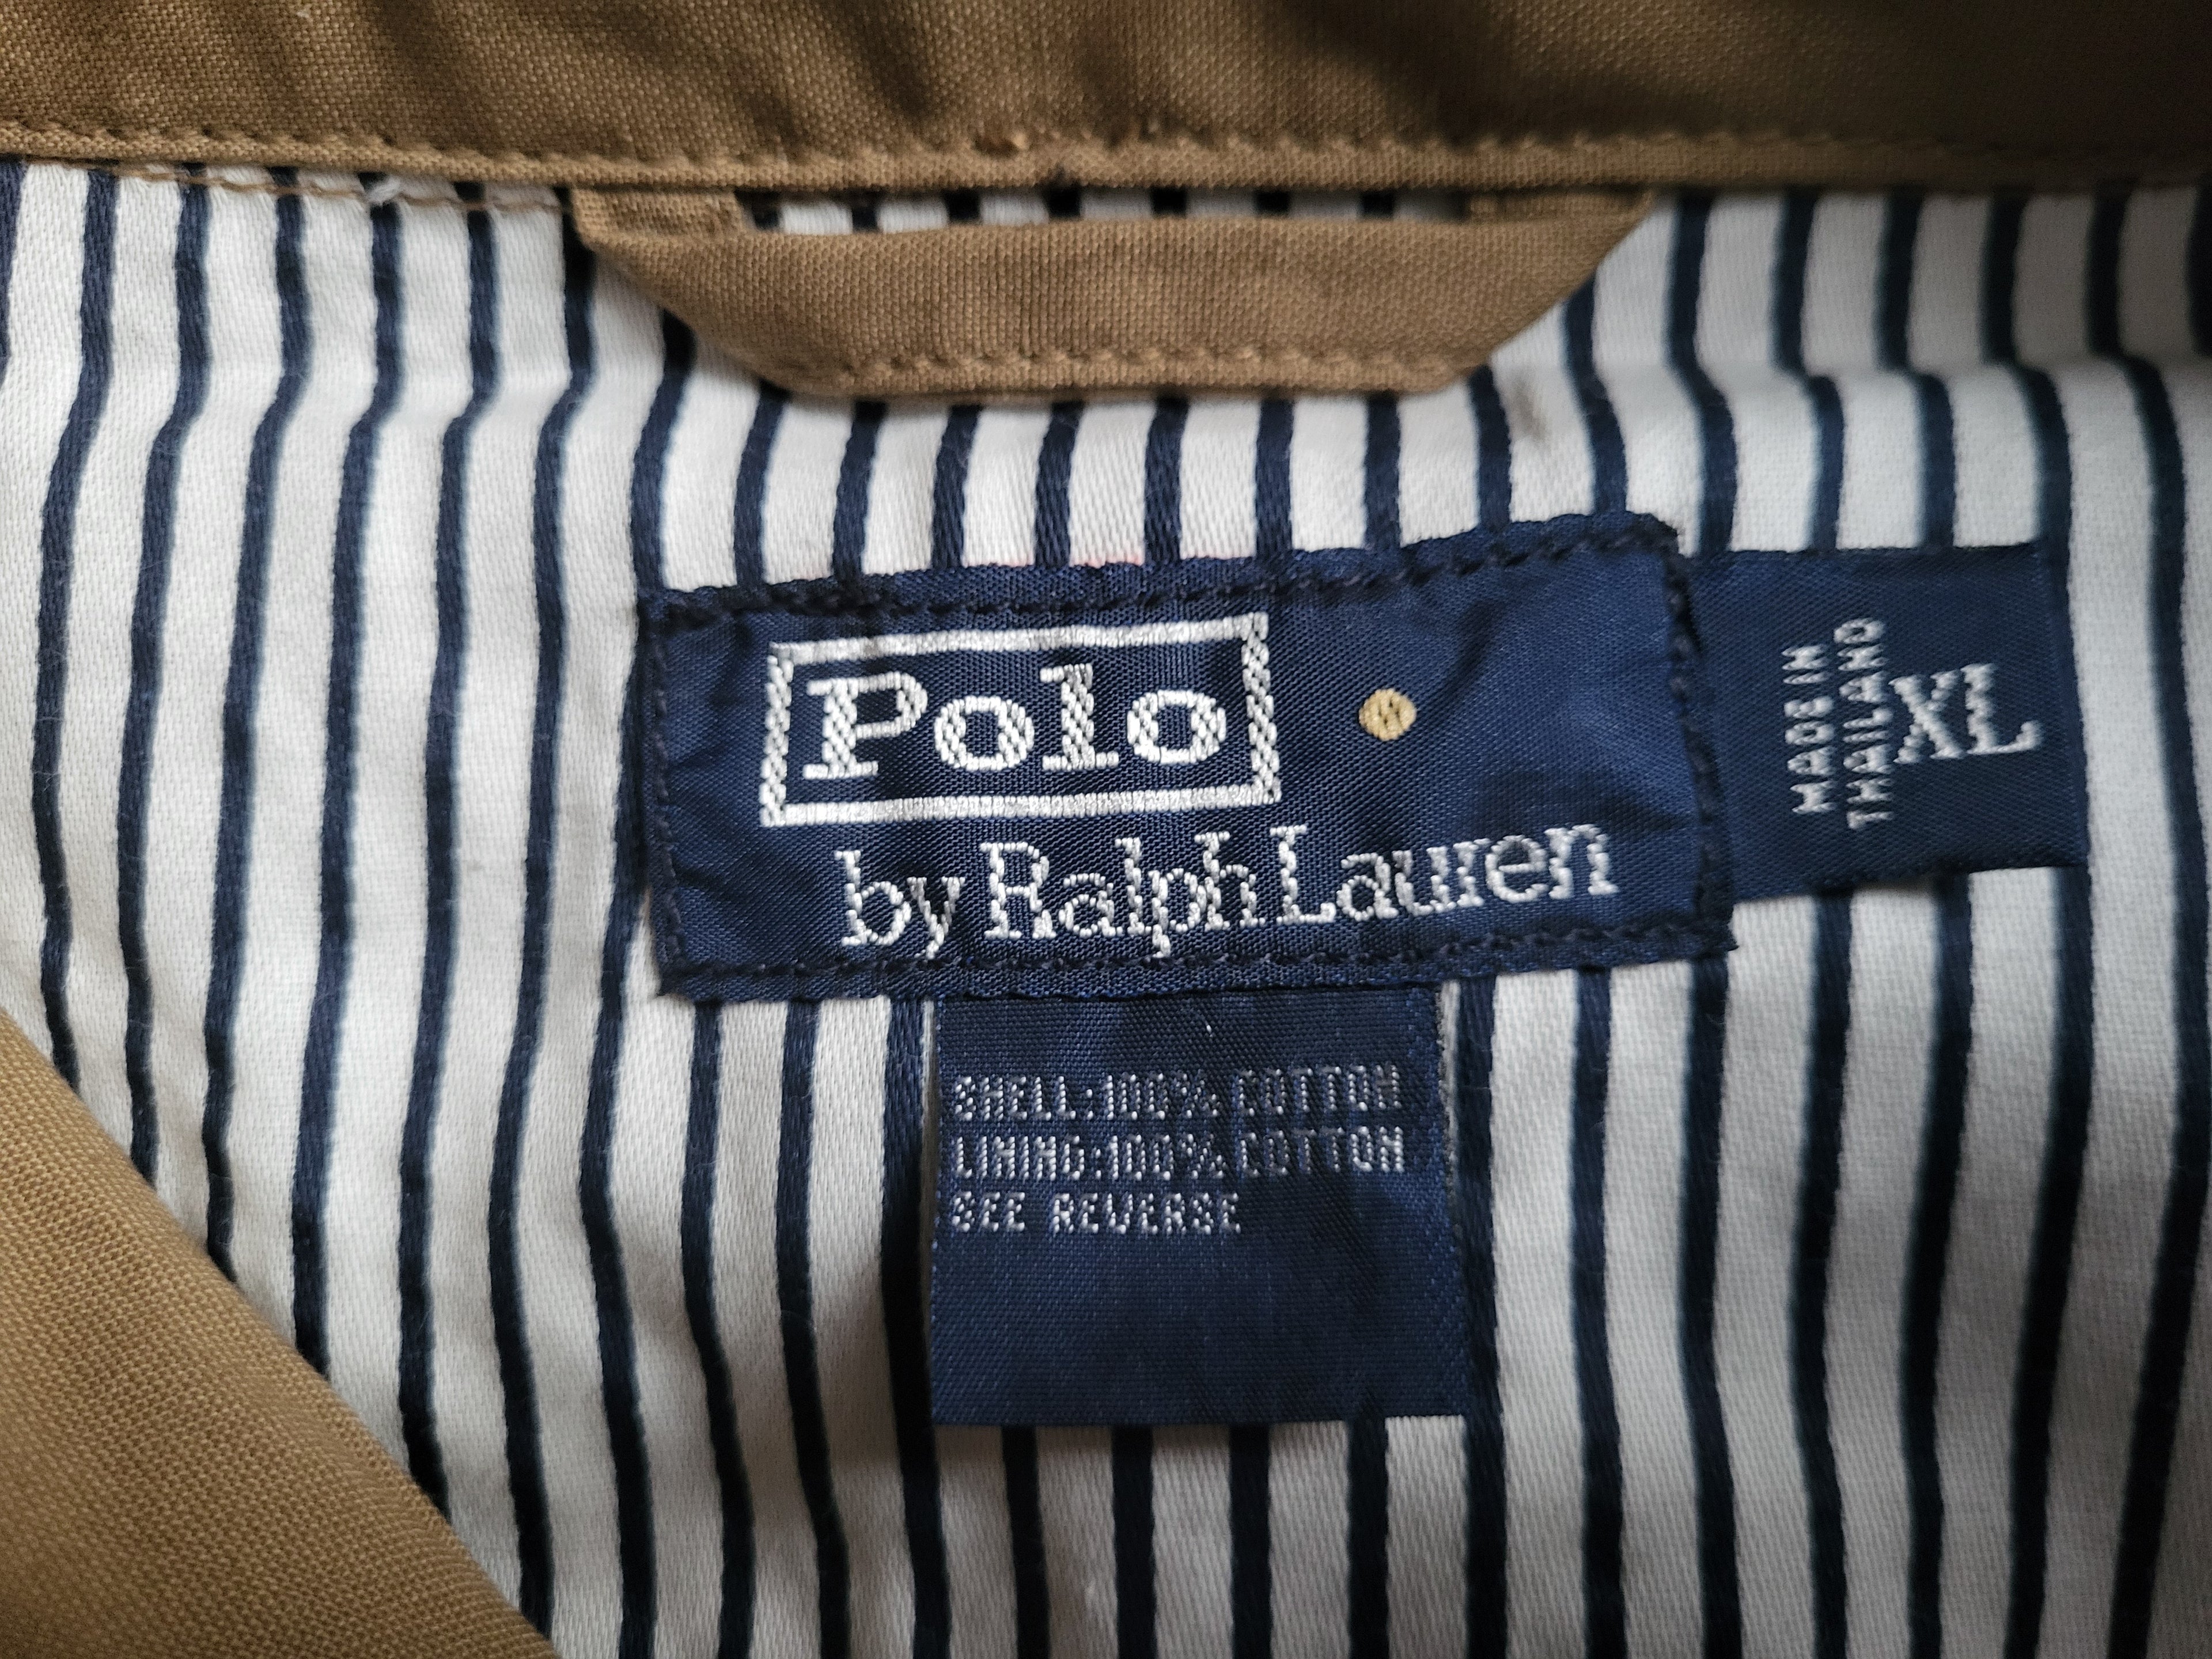 Polo
by Ralph Lauren
MADE IN
THAILAND
XL
SHELL:100% COTTON
LINING:100% COTTON
SEE REVERSE